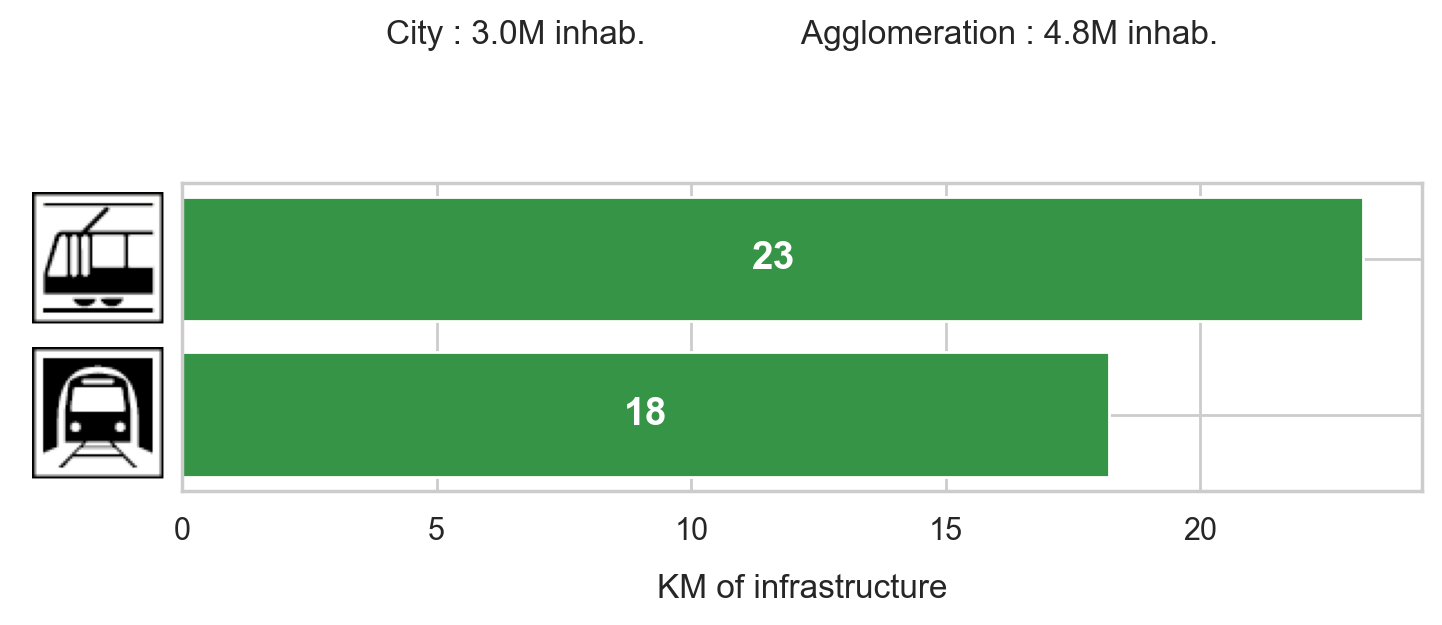 City : 3.0M inhab. Agglomeration : 4.8M inhab.
23
18
0 5 10 15 20
KM of infrastructure